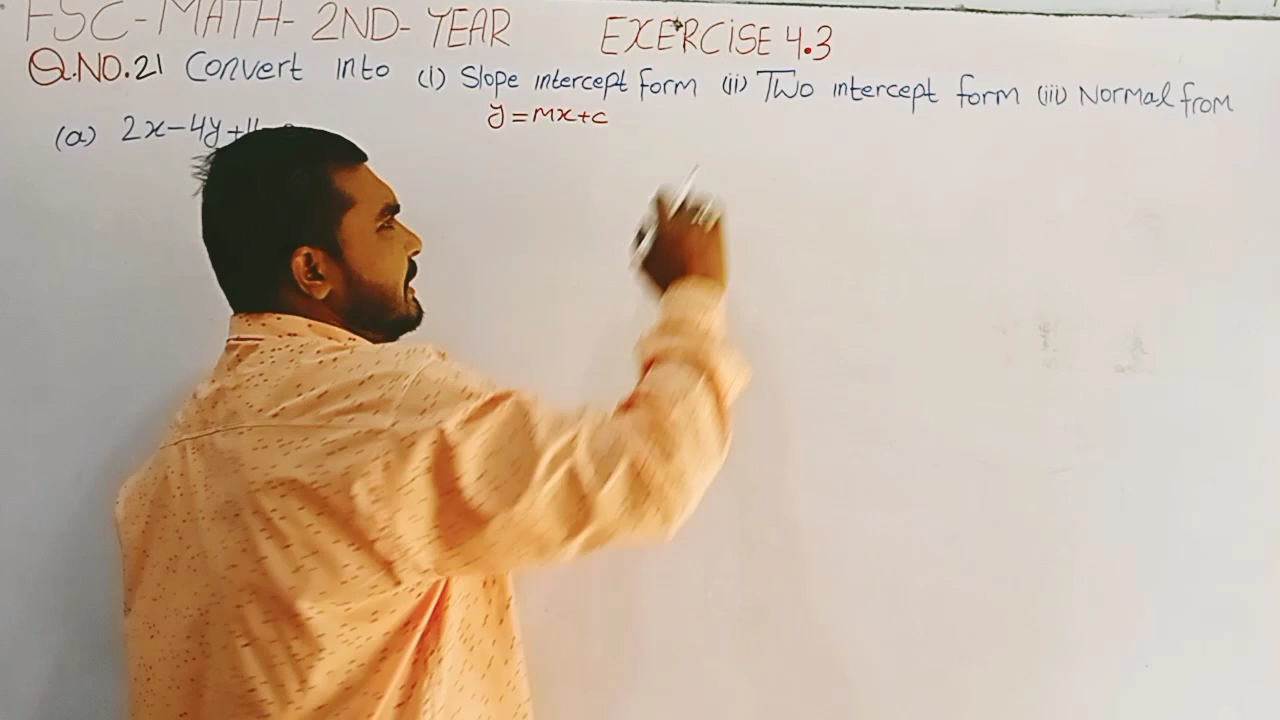 FSC-MATH-2ND-YEAR EXERCISE 4.3
Q.NO.21 Convert into (i) Slope intercept form (ii) Two intercept form (iii) Normal from
y=mx+c
(a) 2x-4y+11